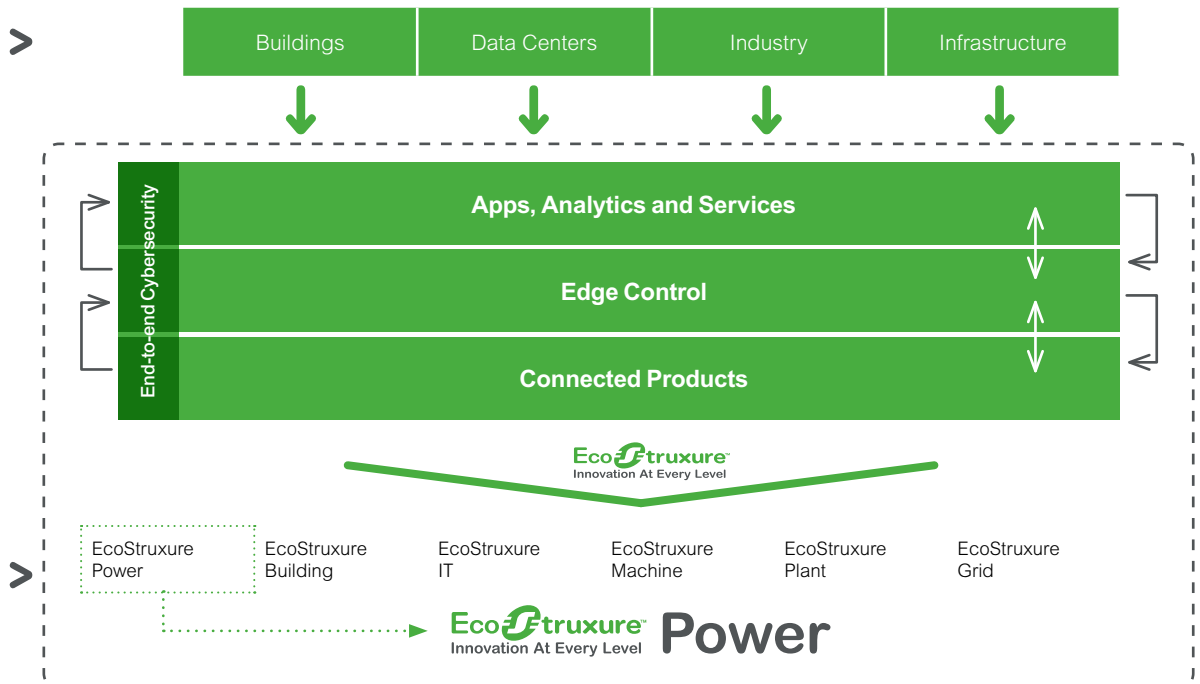 Buildings
Data Centers
Industry
Infrastructure
End-to-end Cybersecurity
Apps, Analytics and Services
Edge Control
Connected Products
EcoStruxure™
Innovation At Every Level
EcoStruxure
Power
EcoStruxure
Building
EcoStruxure
IT
EcoStruxure
Machine
EcoStruxure
Plant
EcoStruxure
Grid
EcoStruxure™
Innovation At Every Level
Power